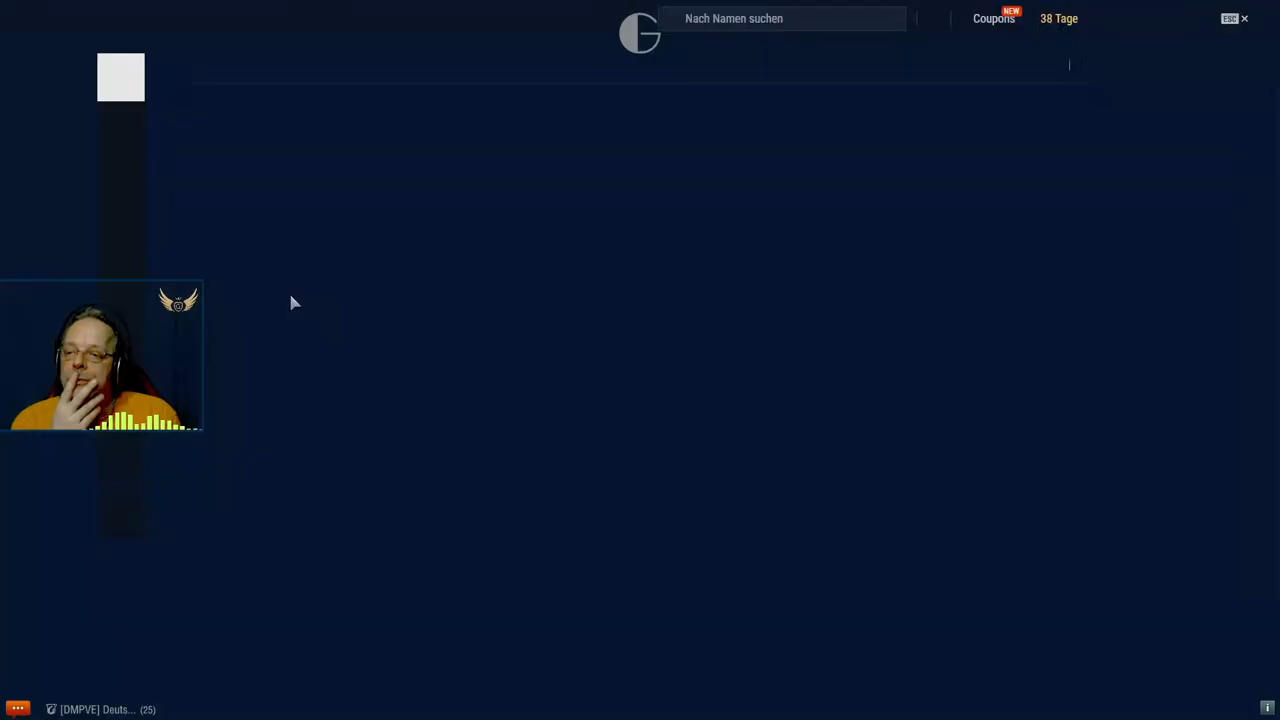 Nach Namen suchen
Coupons
NEW
38 Tage
ESC ×
[DMPVE] Deuts... (25)